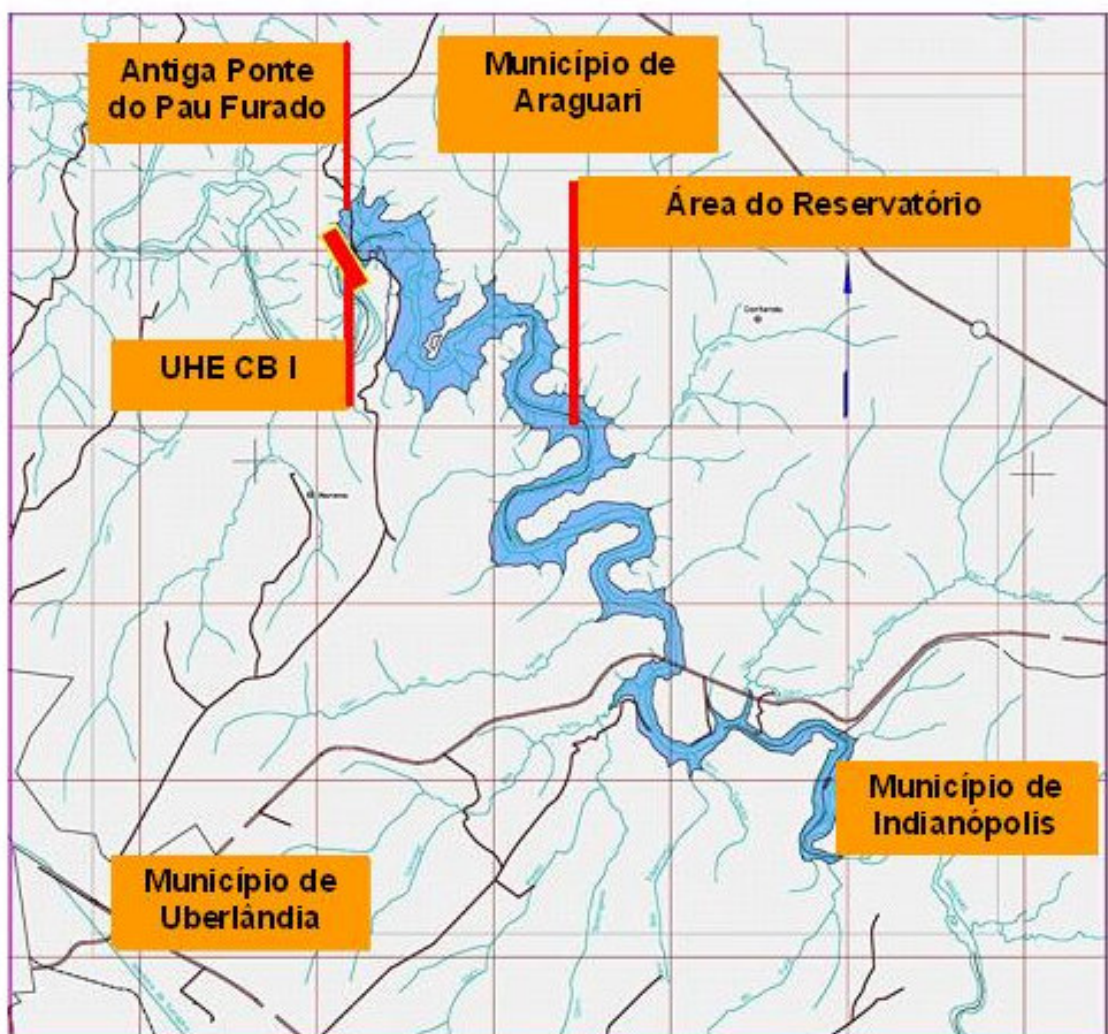 Antiga Ponte
do Pau Furado
Município de
Araguari
Área do Reservatório
UHE CB I
Município de
Indianópolis
Município de
Uberlândia